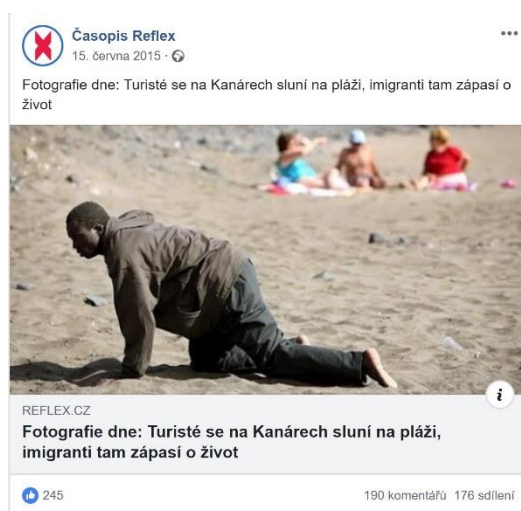 Časopis Reflex
15. června 2015 ·
Fotografie dne: Turisté se na Kanárech sluní na pláži, imigranti tam zápasí o
život
i
REFLEX.CZ
Fotografie dne: Turisté se na Kanárech sluní na pláži,
imigranti tam zápasí o život
245
190 komentářů 176 sdílení